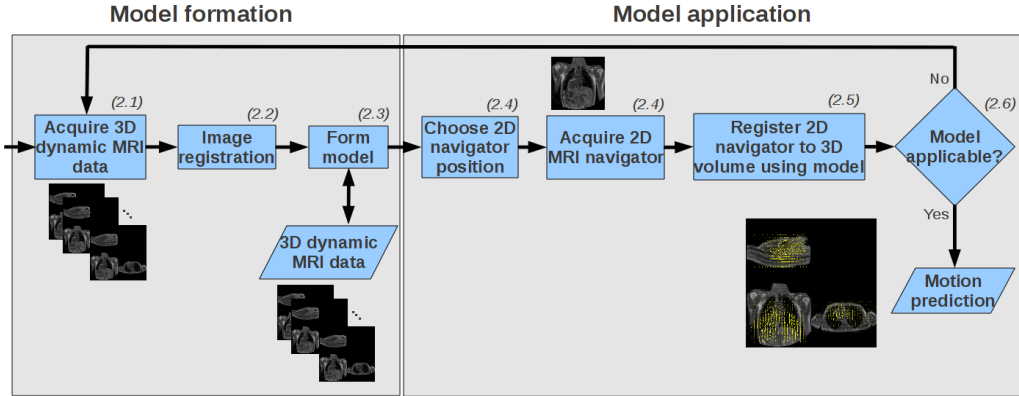 Model formation
Model application
(2.1)
Acquire 3D
dynamic MRI
data
(2.2)
Image
registration
(2.3)
Form
model
3D dynamic
MRI data
(2.4)
Choose 2D
navigator
position
(2.4)
Acquire 2D
MRI navigator
(2.5)
Register 2D
navigator to 3D
volume using model
(2.6)
Model
applicable?
No
Yes
Motion
prediction